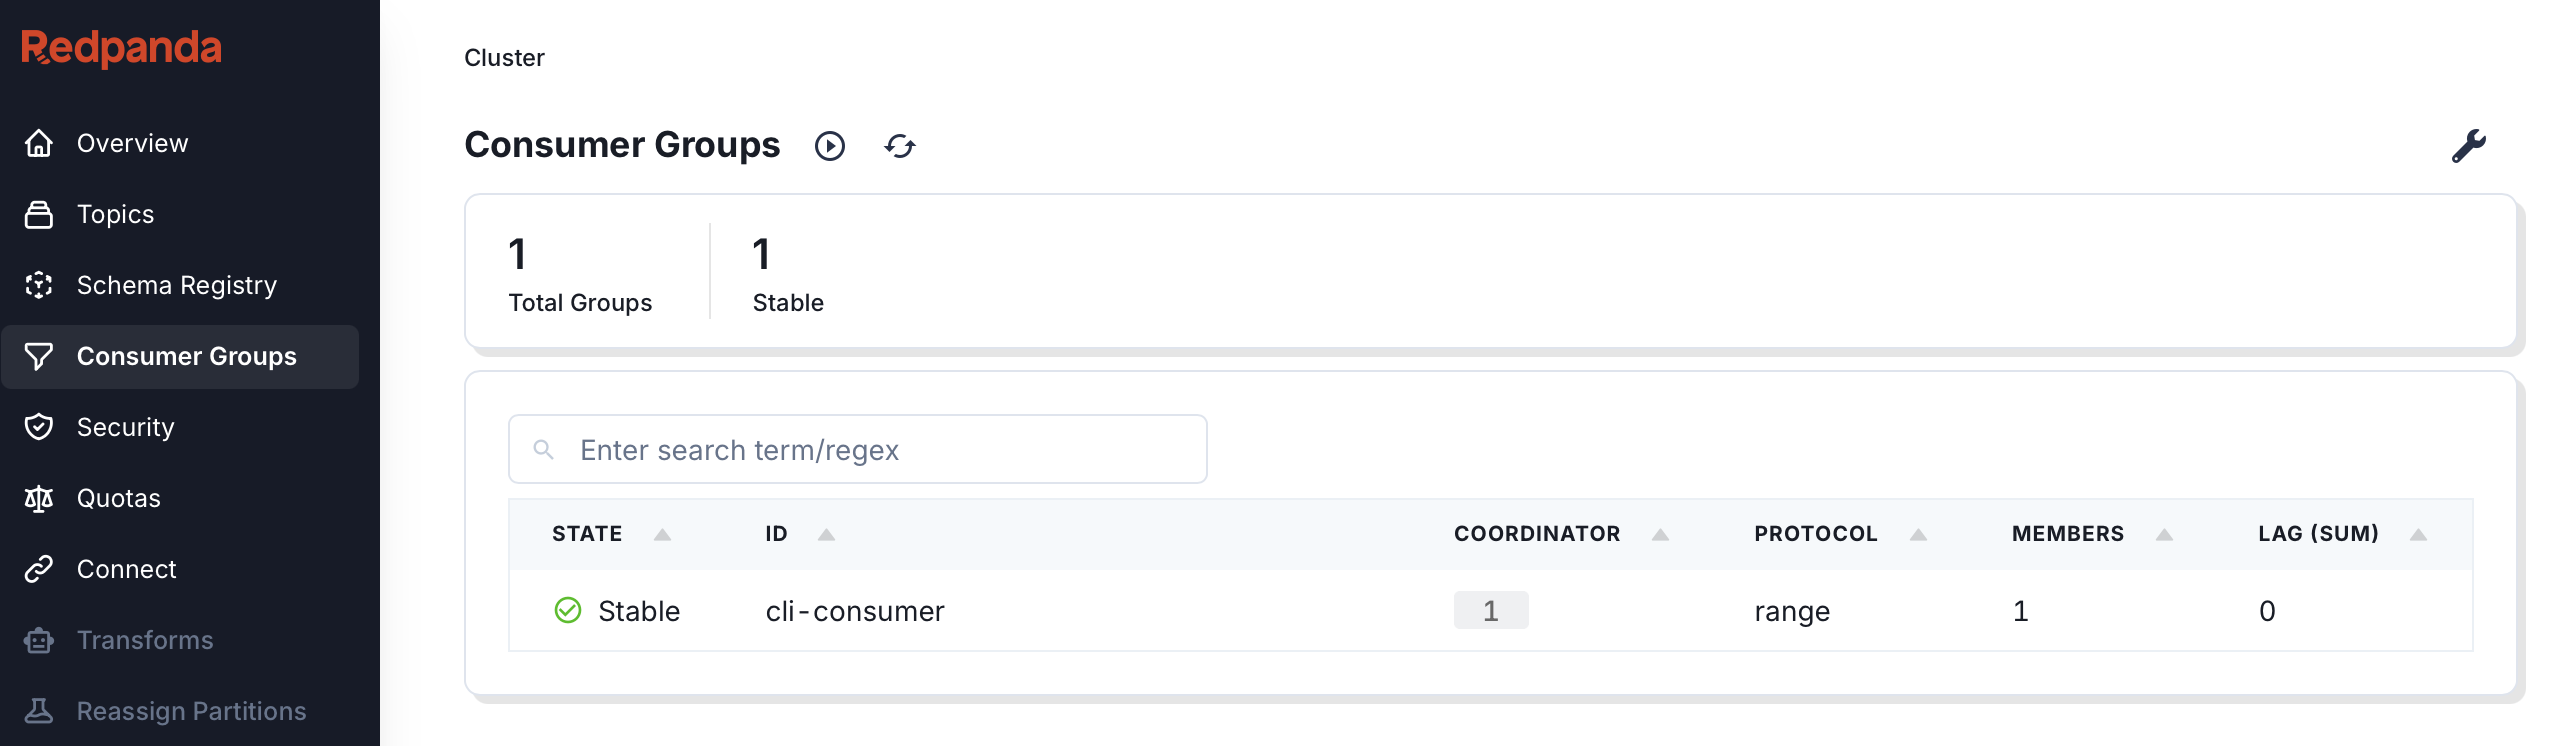 Redpanda
Overview
Topics
Schema Registry
Consumer Groups
Security
Quotas
Connect
Transforms
Reassign Partitions
Cluster
Consumer Groups
1
Total Groups
1
Stable
Enter search term/regex
STATE ID COORDINATOR PROTOCOL MEMBERS LAG (SUM)
Stable cli-consumer 1 range 1 0